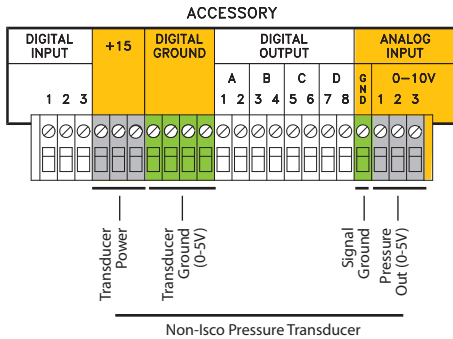 ACCESSORY
DIGITAL INPUT
+15
DIGITAL GROUND
DIGITAL OUTPUT
ANALOG INPUT
A B C D
GND
0–10V
1 2 3
1 2 3 4 5 6 7 8
1 2 3
Transducer Power
Transducer Ground (0-5V)
Signal Ground
Pressure Out (0-5V)
Non-Isco Pressure Transducer